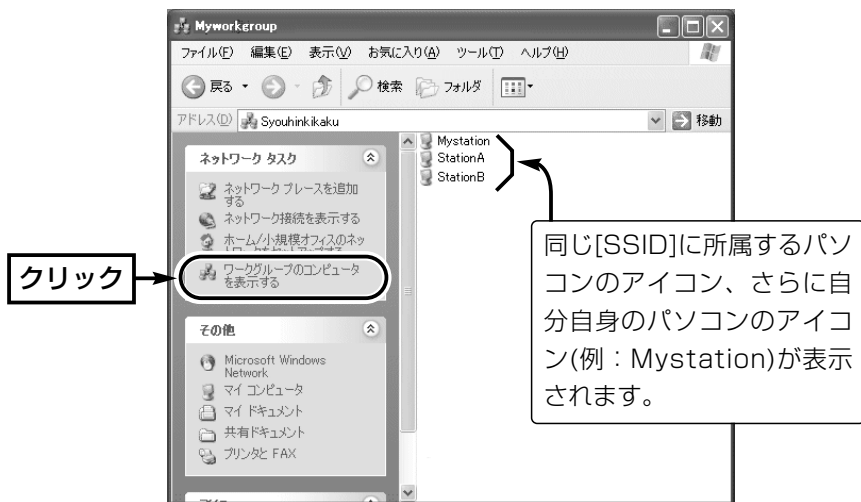 Myworkgroup
ファイル(F) 編集(E) 表示(V) お気に入り(A) ツール(T) ヘルプ(H)
戻る 検索 フォルダ
アドレス(D) Syouhinkikaku 移動
ネットワーク タスク
ネットワーク プレースを追加
する
ネットワーク接続を表示する
ホーム/小規模オフィスのネッ
ワークグループのコンピュータ
を表示する
その他
Microsoft Windows
Network
マイ コンピュータ
マイ ドキュメント
共有ドキュメント
プリンタと FAX
Mystation
StationA
StationB
クリック
同じ[SSID]に所属するパソ
コンのアイコン、さらに自
分自身のパソコンのアイコ
ン(例：Mystation)が表示
されます。